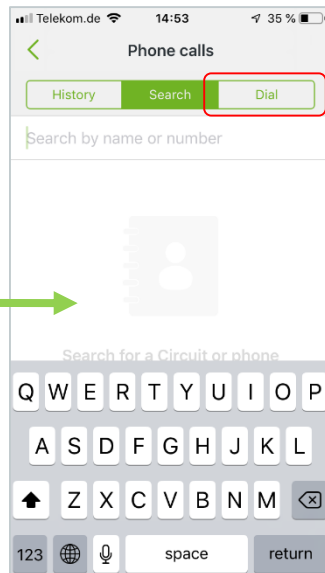 Telekom.de 14:53 35 %
Phone calls
History Search Dial
Search by name or number
Search for a Circuit or phone
Q W E R T Y U I O P
A S D F G H J K L
Z X C V B N M
123 space return